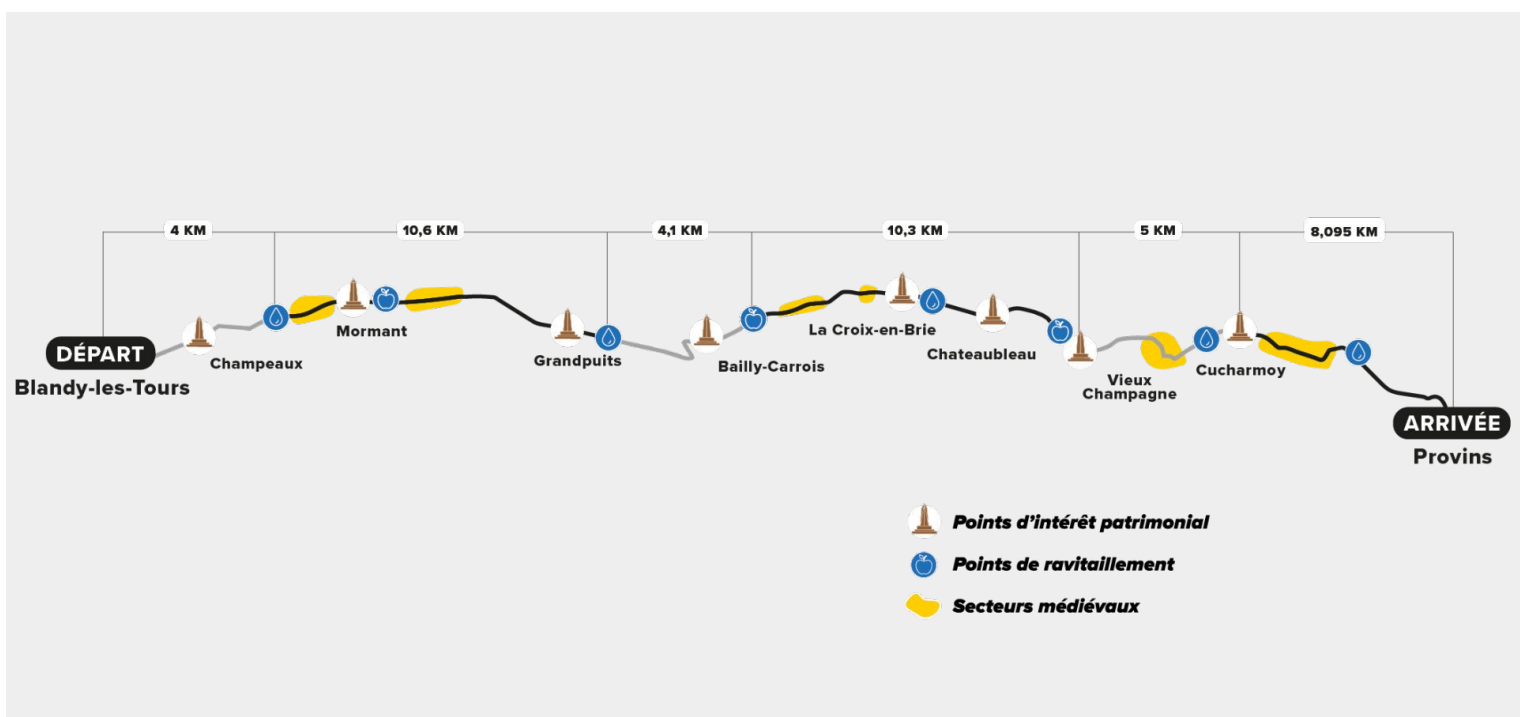 4 KM
10,6 KM
4,1 KM
10,3 KM
5 KM
8,095 KM
DÉPART
Blandy-les-Tours
Champeaux
Mormant
Grandpuits
Bailly-Carrois
La Croix-en-Brie
Chateaubleau
Vieux
Champagne
Cucharmoy
ARRIVÉE
Provins
Points d'intérêt patrimonial
Points de ravitaillement
Secteurs médiévaux